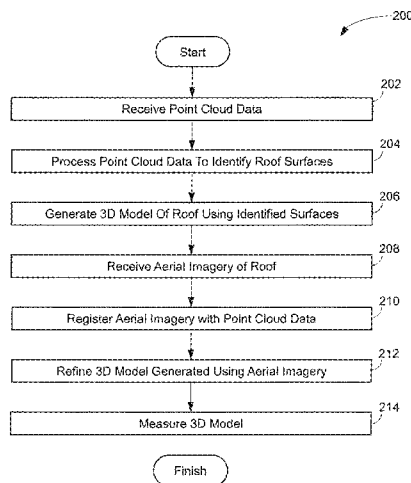 200
Start
202
Receive Point Cloud Data
204
Process Point Cloud Data To Identify Roof Surfaces
206
Generate 3D Model Of Roof Using Identified Surfaces
208
Receive Aerial Imagery of Roof
210
Register Aerial Imagery with Point Cloud Data
212
Refine 3D Model Generated Using Aerial Imagery
214
Measure 3D Model
Finish